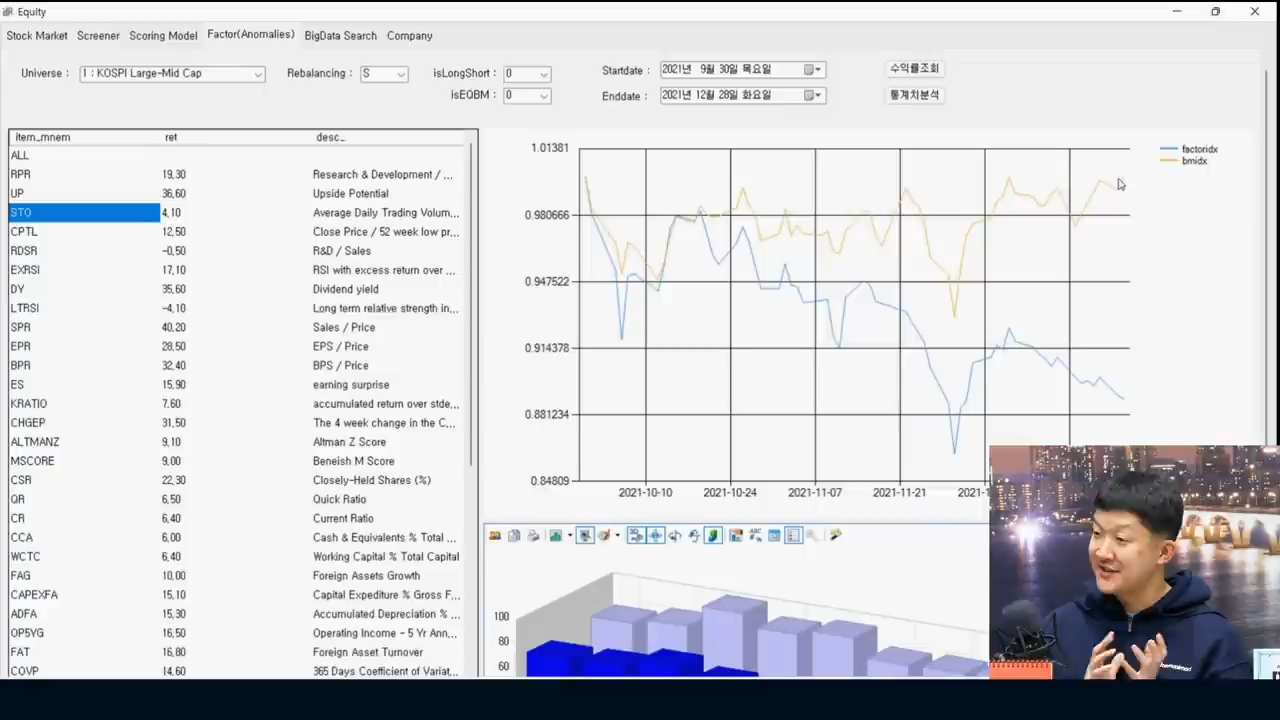 Equity
Stock Market Screener Scoring Model Factor(Anomalies) BigData Search Company
Universe : 1 : KOSPI Large-Mid Cap Rebalancing : S isLongShort : 0 Startdate : 2021년 9월 30일 목요일 수익률조회
isEQBM : 0 Enddate : 2021년 12월 28일 화요일 통계치분석
item_mnem ret desc_
ALL
RPR 19,30 Research & Development / ...
UP 36,60 Upside Potential
STO 4,10 Average Daily Trading Volum...
CPTL 12,50 Close Price / 52 week low pr...
RDSR -0,50 R&D / Sales
EXRSI 17,10 RSI with excess return over ...
DY 35,60 Dividend yield
LTRSI -4,10 Long term relative strength in...
SPR 40,20 Sales / Price
EPR 28,50 EPS / Price
BPR 32,40 BPS / Price
ES 15,90 earning surprise
KRATIO 7,60 accumulated return over stde...
CHGEP 31,50 The 4 week change in the C...
ALTMANZ 9,10 Altman Z Score
MSCORE 9,00 Beneish M Score
CSR 22,30 Closely-Held Shares (%)
QR 6,50 Quick Ratio
CR 6,40 Current Ratio
CCA 6,00 Cash & Equivalents % Total ...
WCTC 6,40 Working Capital % Total Capital
FAG 10,00 Foreign Assets Growth
CAPEXFA 15,10 Capital Expediture % Gross F...
ADFA 15,30 Accumulated Depreciation % ...
OP5YG 16,50 Operating Income - 5 Yr Ann...
FAT 16,80 Foreign Asset Turnover
COVP 14,60 365 Days Coefficient of Variat...
1.01381
0.980666
0.947522
0.914378
0.881234
0.84809
2021-10-10 2021-10-24 2021-11-07 2021-11-21
factoridx
bmidx
100
80
60